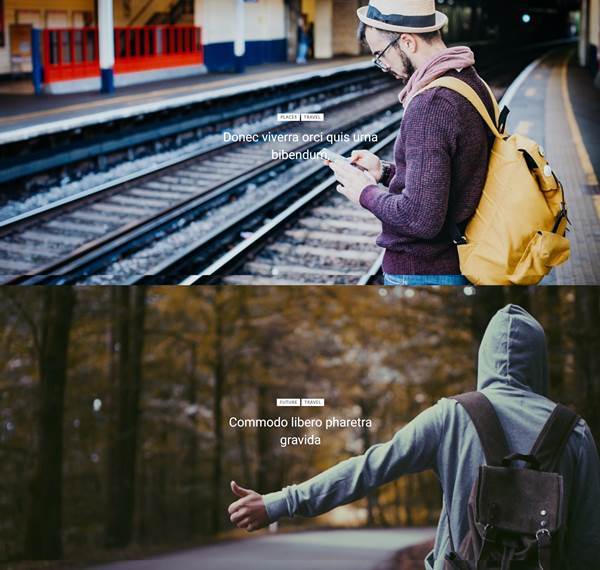 PLACES TRAVEL
Donec viverra orci quis urna
bibendum
FUTURE TRAVEL
Commodo libero pharetra
gravida